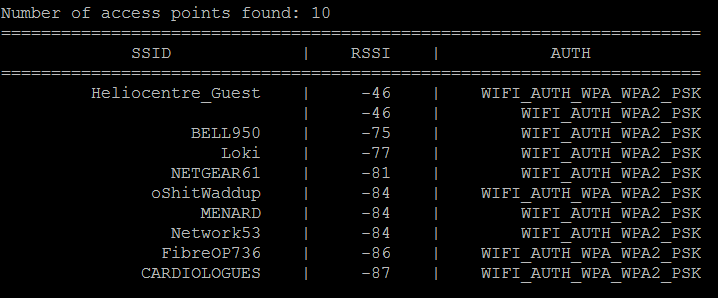 Number of access points found: 10
======================================================================
SSID | RSSI | AUTH
======================================================================
Heliocentre_Guest | -46 | WIFI_AUTH_WPA_WPA2_PSK
| -46 | WIFI_AUTH_WPA2_PSK
BELL950 | -75 | WIFI_AUTH_WPA2_PSK
Loki | -77 | WIFI_AUTH_WPA2_PSK
NETGEAR61 | -81 | WIFI_AUTH_WPA2_PSK
oShitWaddup | -84 | WIFI_AUTH_WPA_WPA2_PSK
MENARD | -84 | WIFI_AUTH_WPA2_PSK
Network53 | -84 | WIFI_AUTH_WPA2_PSK
FibreOP736 | -86 | WIFI_AUTH_WPA_WPA2_PSK
CARDIOLOGUES | -87 | WIFI_AUTH_WPA_WPA2_PSK